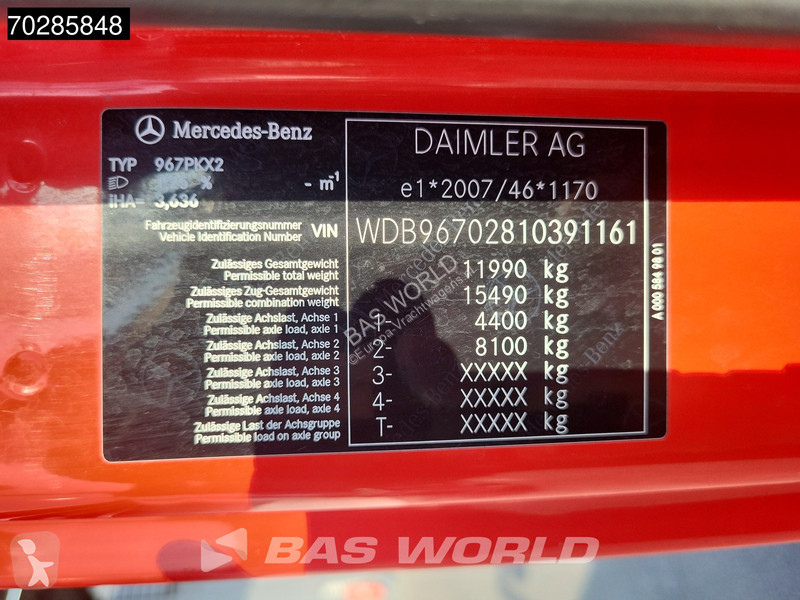 70285848
Mercedes-Benz
DAIMLER AG
TYP 967PKX2
% - m⁻¹
e1*2007/46*1170
IHA- 3,636
Fahrzeugidentifizierungsnummer
Vehicle Identification Number VIN WDB96702810391161
Zulässiges Gesamtgewicht
Permissible total weight 11990 kg
Zulässiges Zug-Gesamtgewicht
Permissible combination weight 15490 kg
Zulässige Achslast, Achse 1
Permissible axle load, axle 1 1- 4400 kg
Zulässige Achslast, Achse 2
Permissible axle load, axle 2 2- 8100 kg
Zulässige Achslast, Achse 3
Permissible axle load, axle 3 3- XXXXX kg
Zulässige Achslast, Achse 4
Permissible axle load, axle 4 4- XXXXX kg
Zulässige Last der Achsgruppe
Permissible load on axle group T- XXXXX kg
A 000 584 98 01
BAS WORLD
©Europa-Vrachtwagens.nl
BAS WORLD